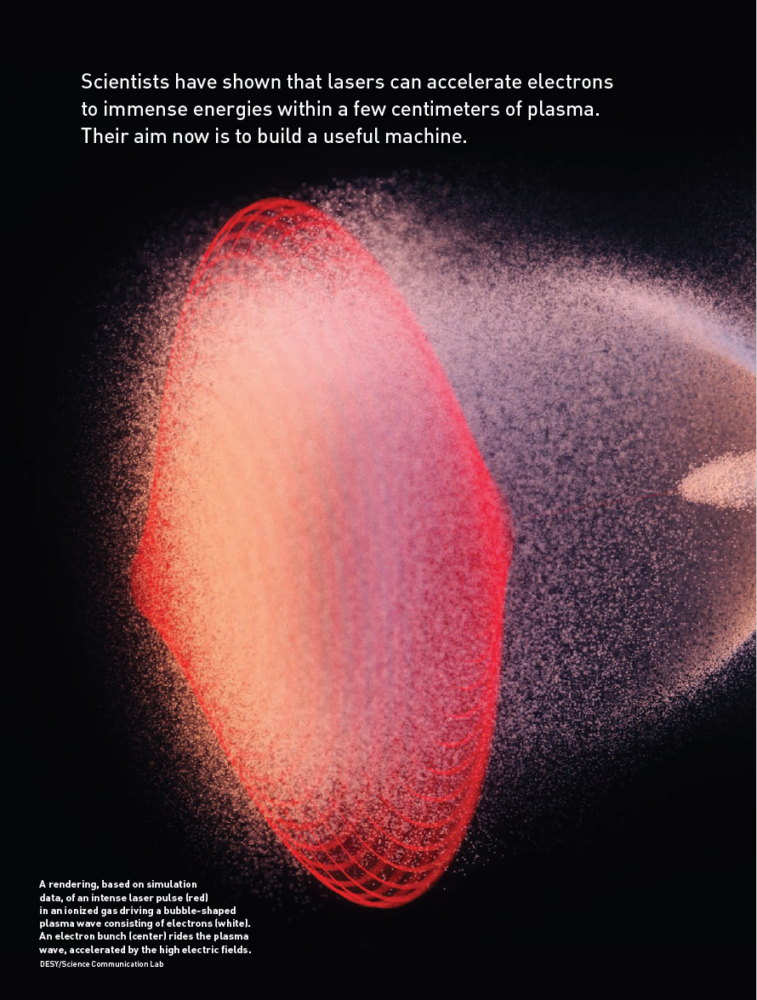 Scientists have shown that lasers can accelerate electrons
to immense energies within a few centimeters of plasma.
Their aim now is to build a useful machine.
A rendering, based on simulation
data, of an intense laser pulse (red)
in an ionized gas driving a bubble-shaped
plasma wave consisting of electrons (white).
An electron bunch (center) rides the plasma
wave, accelerated by the high electric fields.
DESY/Science Communication Lab